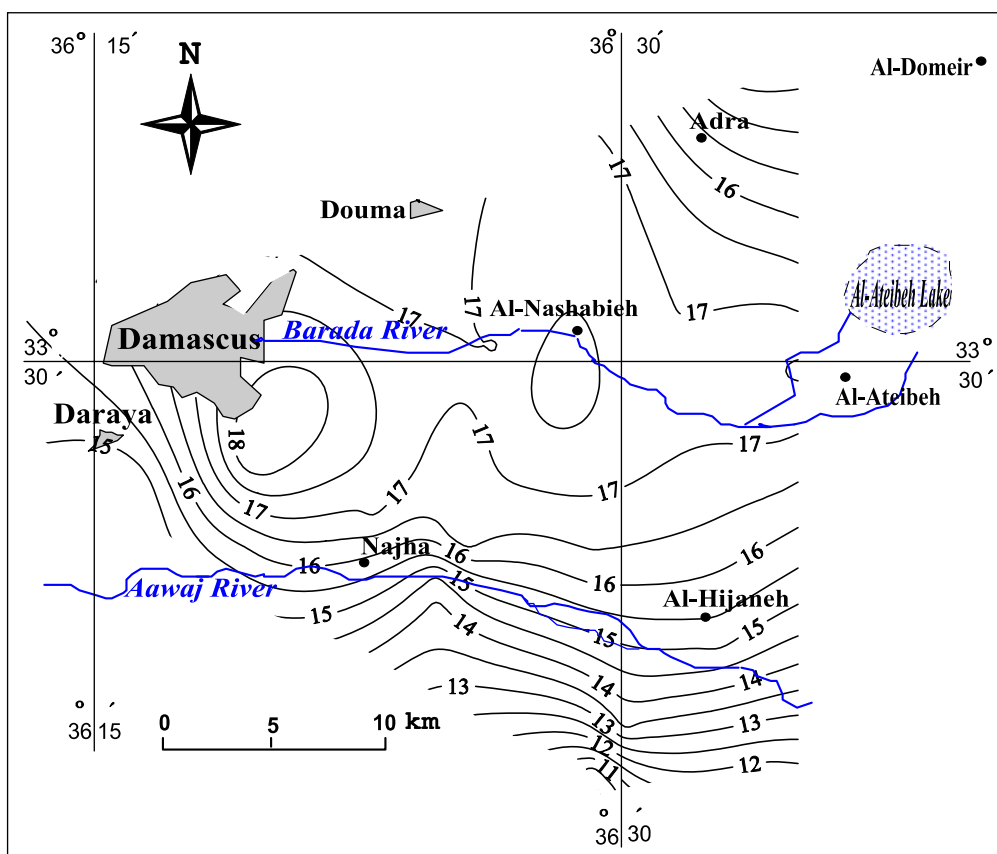 36° 15´
36° 30´
N
Al-Domeir
Adra
17
16
Douma
17
17
17
Al-Nashabieh
Al-Ateibeh Lake
Damascus
Barada River
33°
30´
33°
30´
Al-Ateibeh
Daraya
15
18
17
17
16
17
17
17
Najha
16
16
16
16
Aawaj River
15
15
Al-Hijaneh
15
15
14
14
14
13
13
13
12
12
11
0 5 10 km
36° 15´
36° 30´